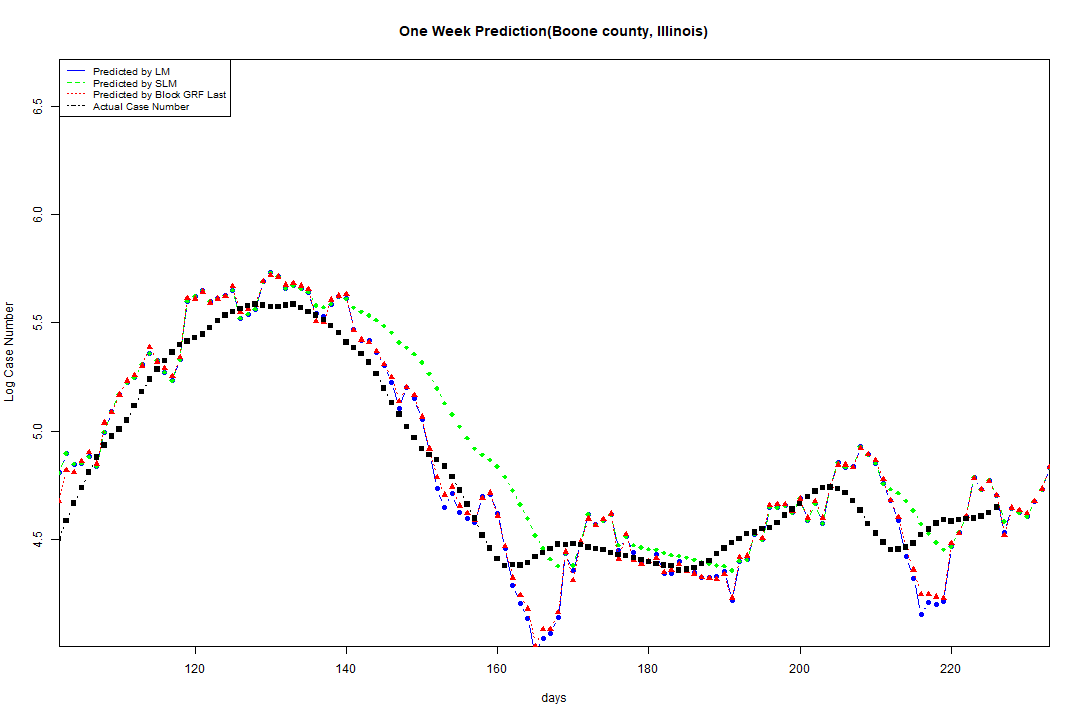 One Week Prediction(Boone county, Illinois)
Predicted by LM
Predicted by SLM
Predicted by Block GRF Last
Actual Case Number
Log Case Number
6.5
6.0
5.5
5.0
4.5
120 140 160 180 200 220
days